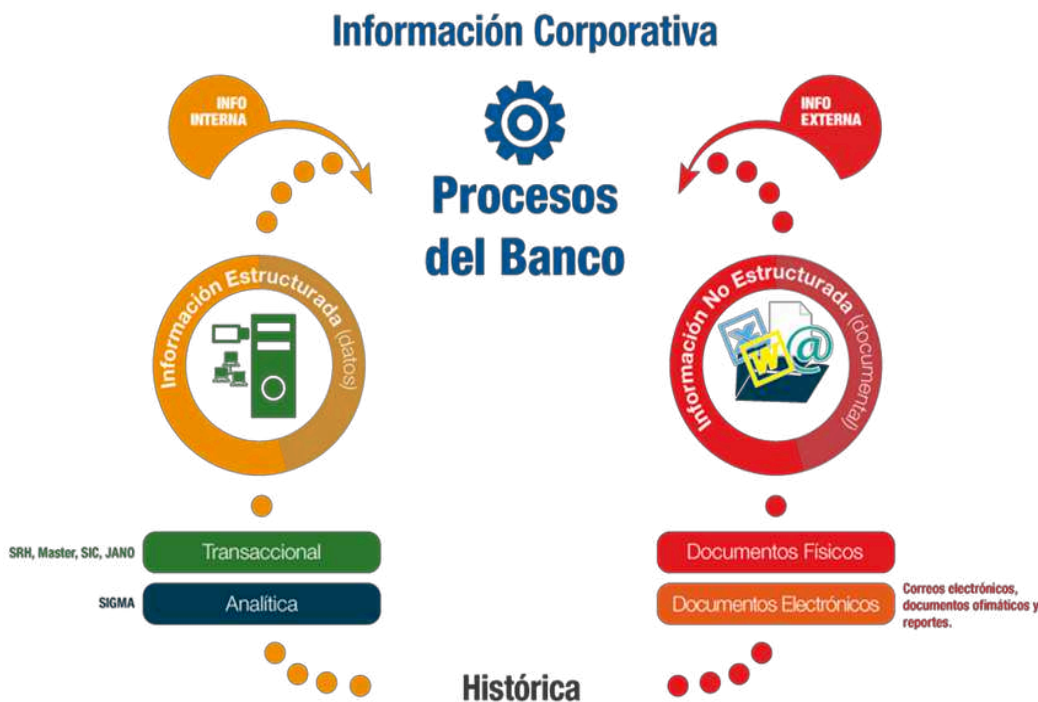 Información Corporativa
INFO
INTERNA
INFO
EXTERNA
Procesos
del Banco
Información Estructurada (datos)
Información No Estructurada (documental)
X
W
@
SRH, Master, SIC, JANO
Transaccional
SIGMA
Analítica
Documentos Físicos
Documentos Electrónicos
Correos electrónicos,
documentos ofimáticos y
reportes.
Histórica